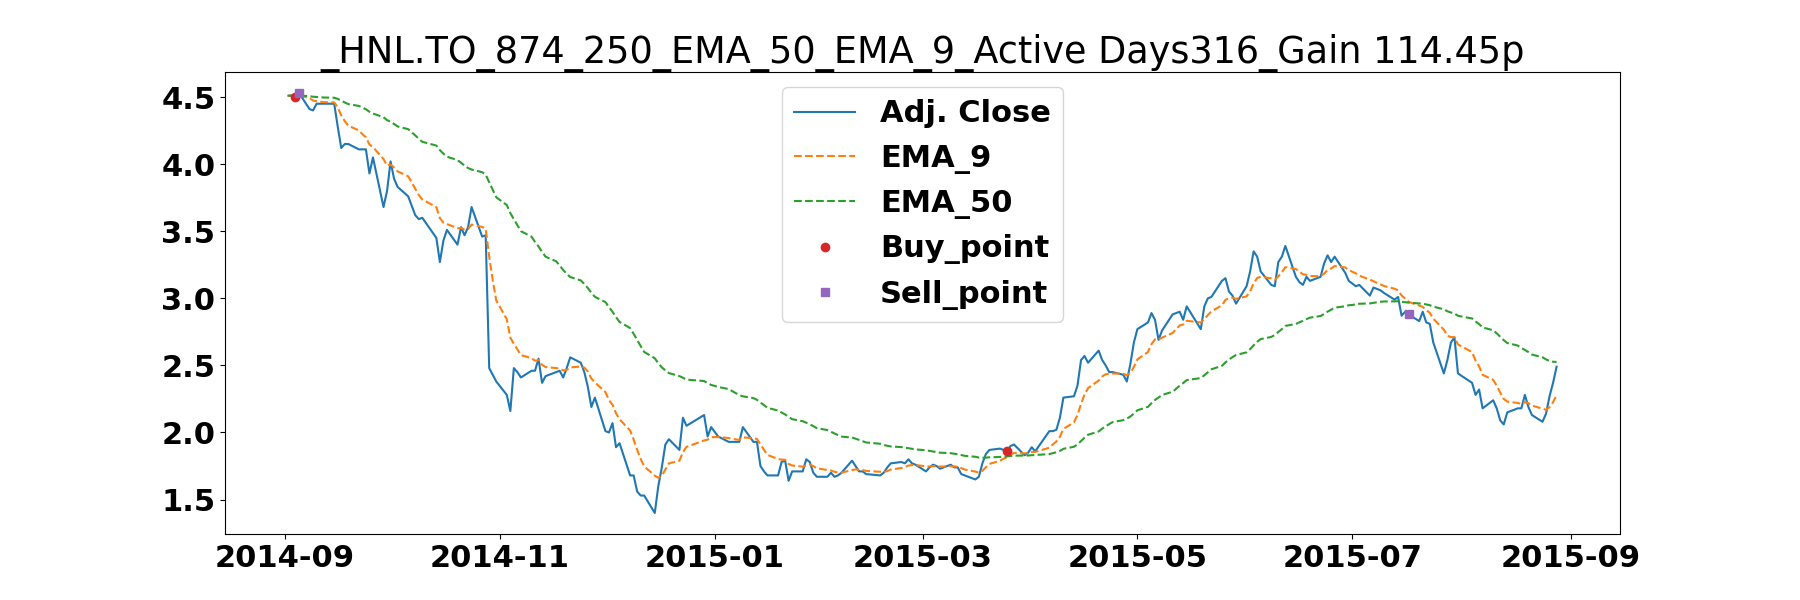 _HNL.TO_874_250_EMA_50_EMA_9_Active Days316_Gain 114.45p
4.5
4.0
3.5
3.0
2.5
2.0
1.5
Adj. Close
EMA_9
EMA_50
Buy_point
Sell_point
2014-09 2014-11 2015-01 2015-03 2015-05 2015-07 2015-09